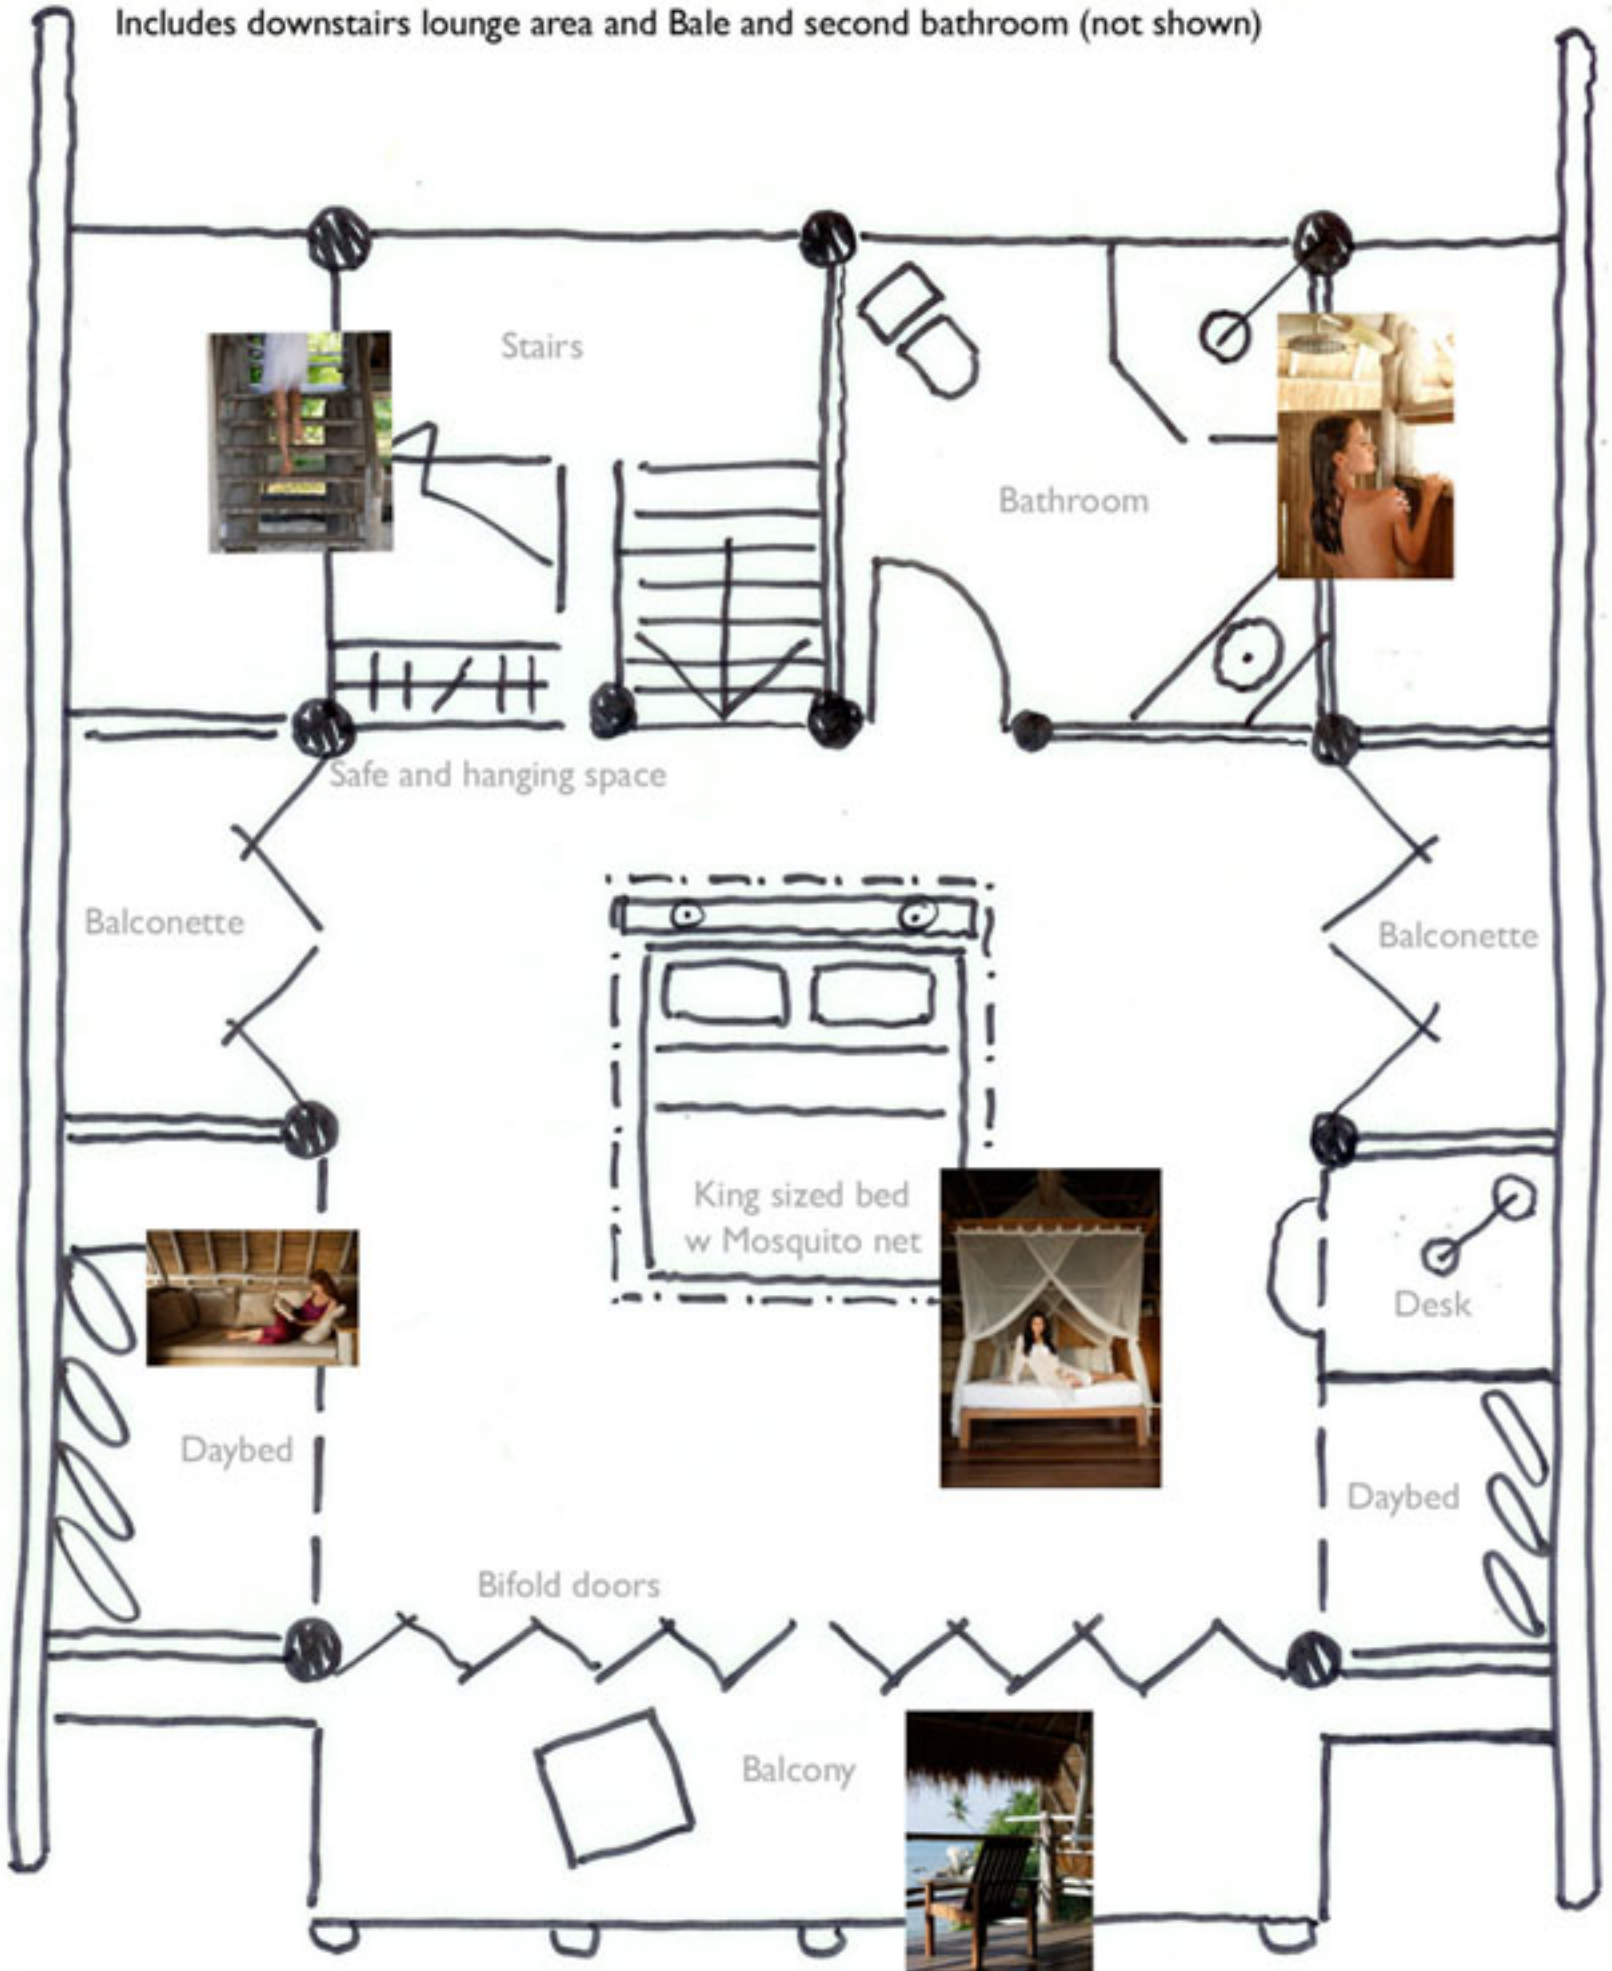 Includes downstairs lounge area and Bale and second bathroom (not shown)
Stairs
Bathroom
Safe and hanging space
Balconette
Balconette
King sized bed
w Mosquito net
Desk
Daybed
Daybed
Bifold doors
Balcony